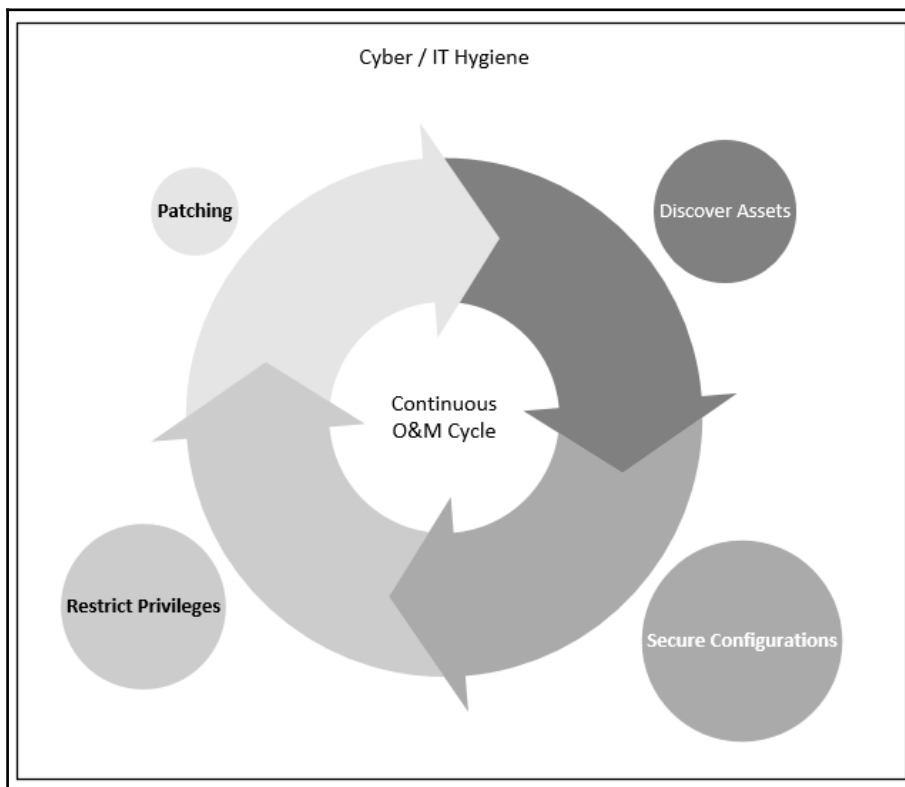 Cyber / IT Hygiene
Patching
Discover Assets
Continuous
O&M Cycle
Restrict Privileges
Secure Configurations